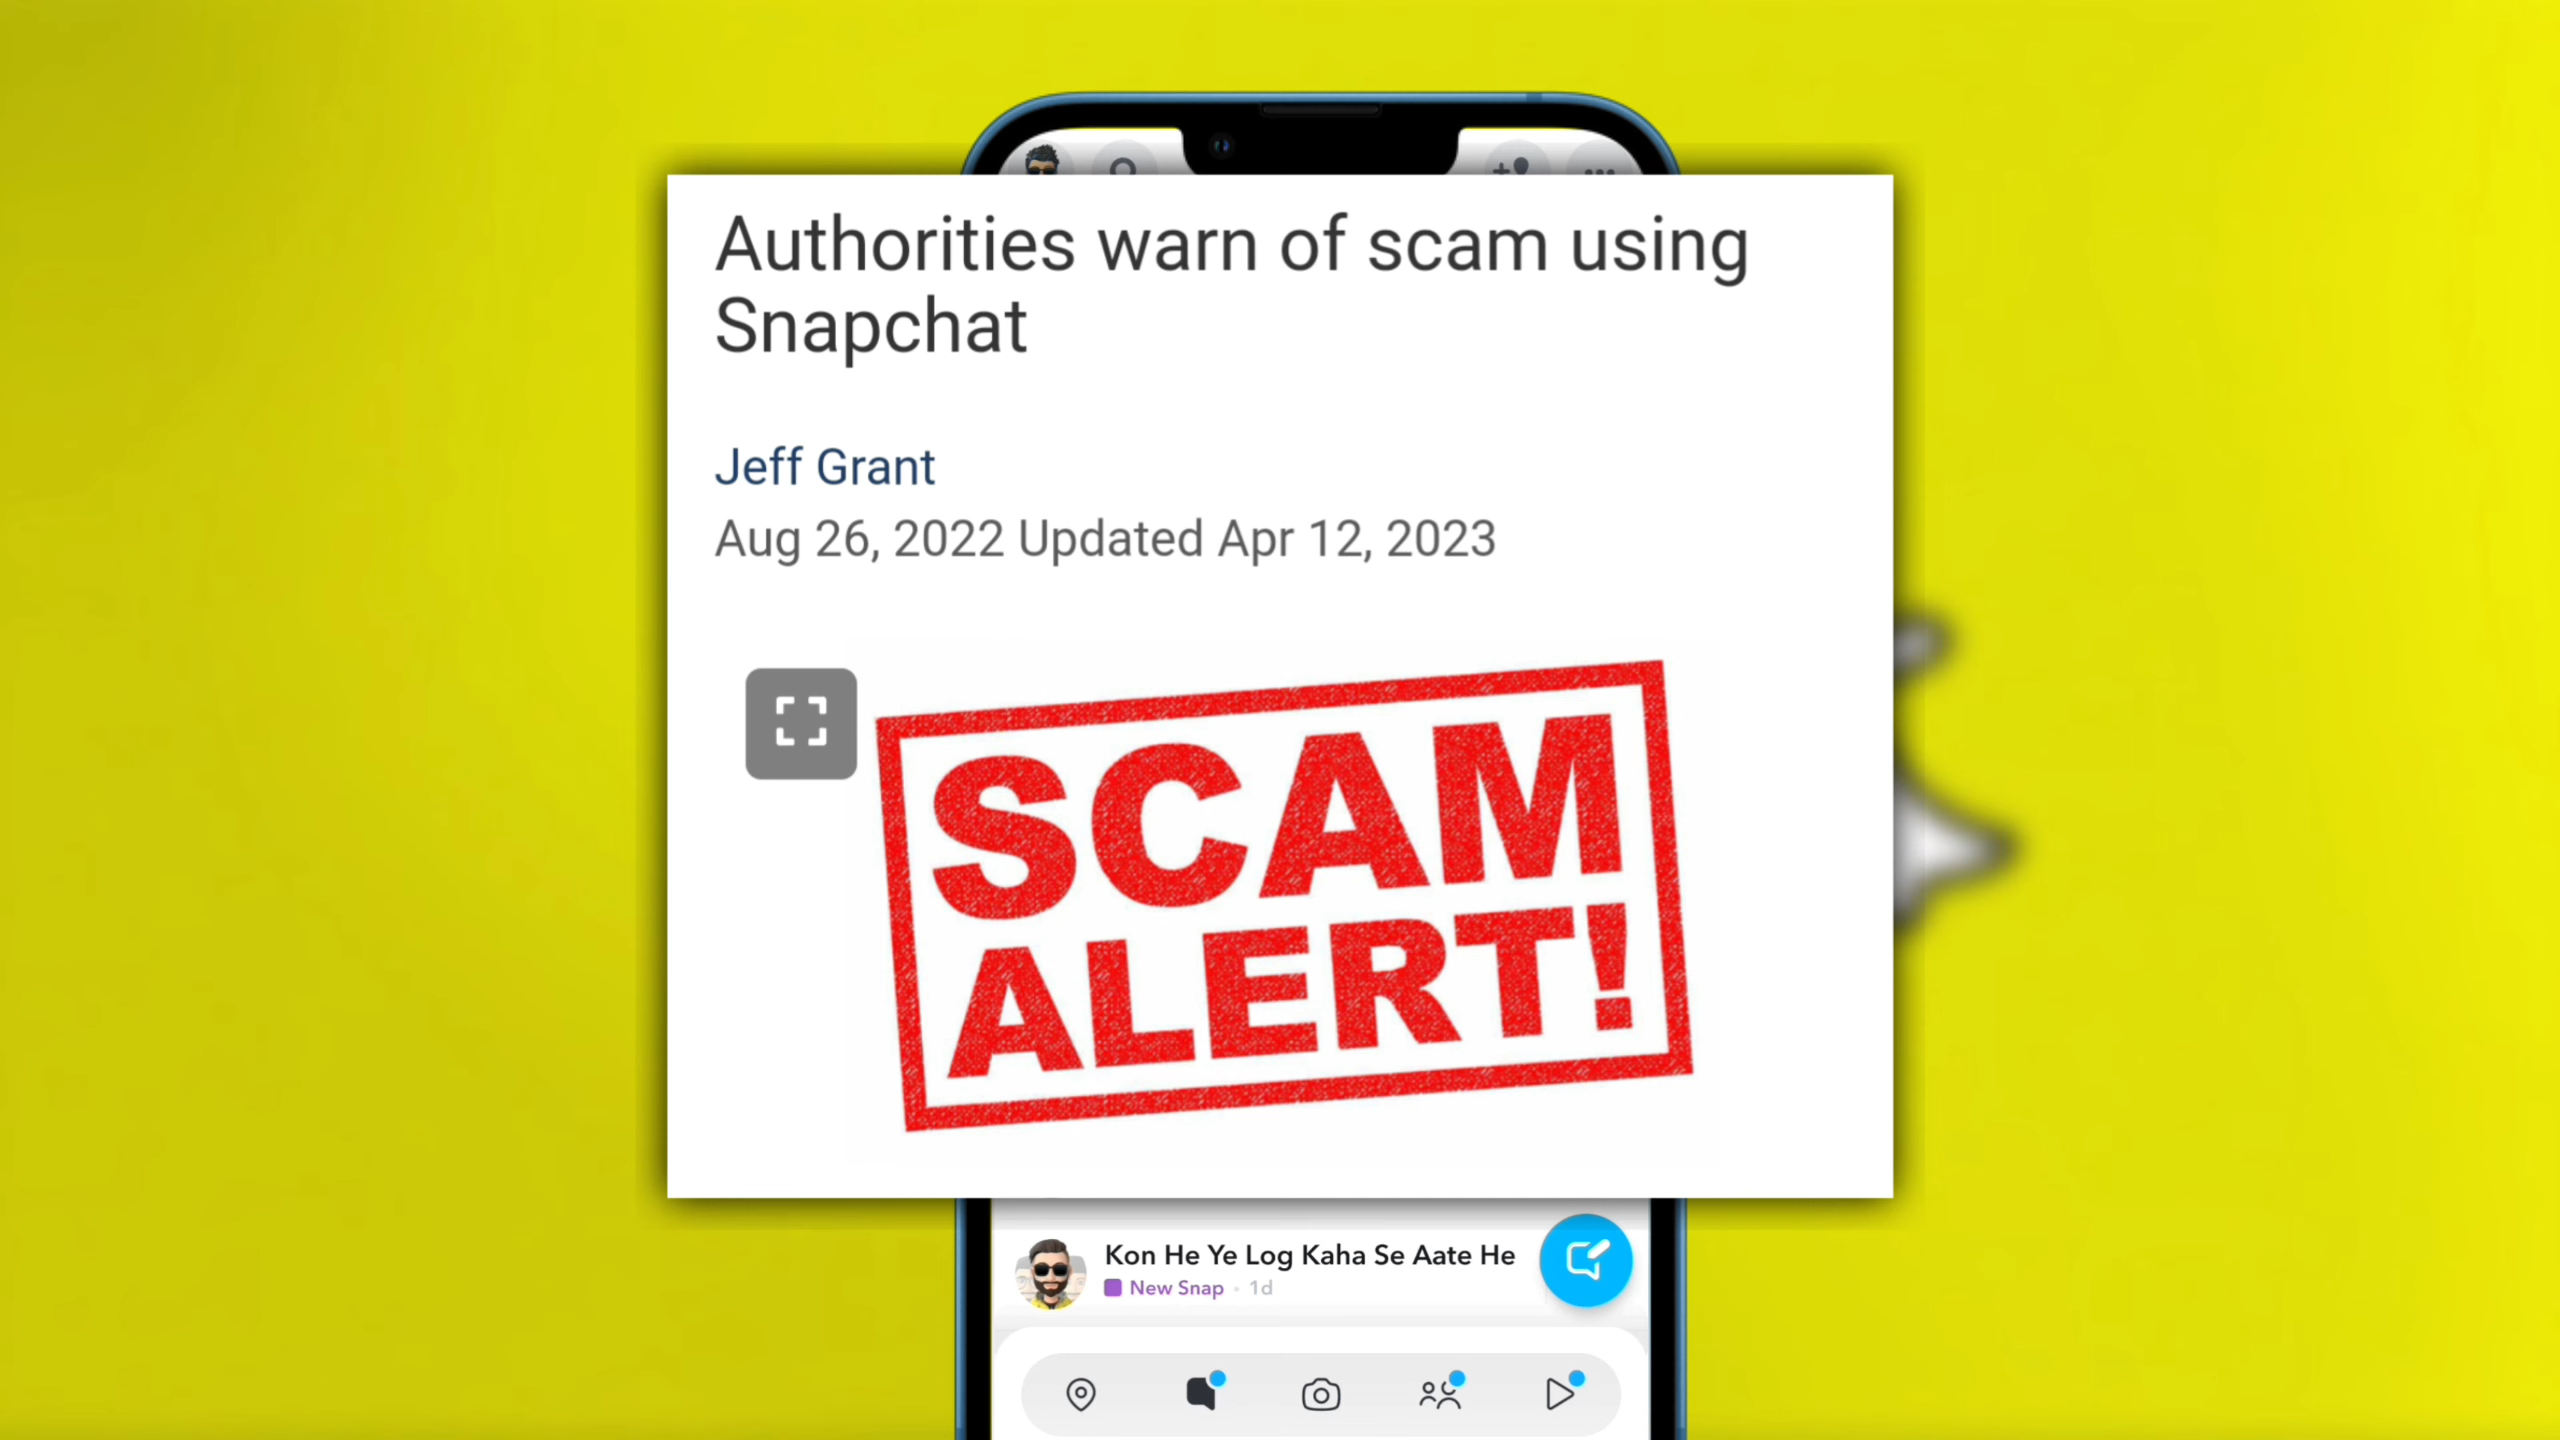 Authorities warn of scam using
Snapchat
Jeff Grant
Aug 26, 2022 Updated Apr 12, 2023
SCAM
ALERT!
Kon He Ye Log Kaha Se Aate He
New Snap · 1d